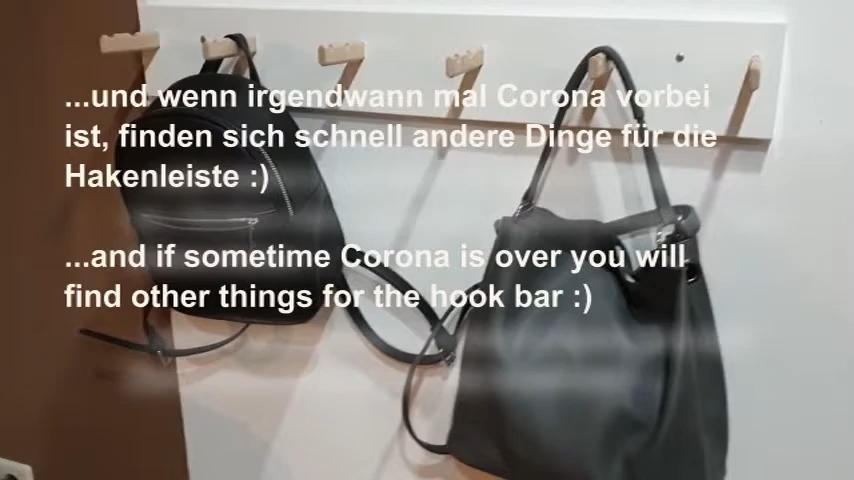 ...und wenn irgendwann mal Corona vorbei
ist, finden sich schnell andere Dinge für die
Hakenleiste :)
...and if sometime Corona is over you will
find other things for the hook bar :)